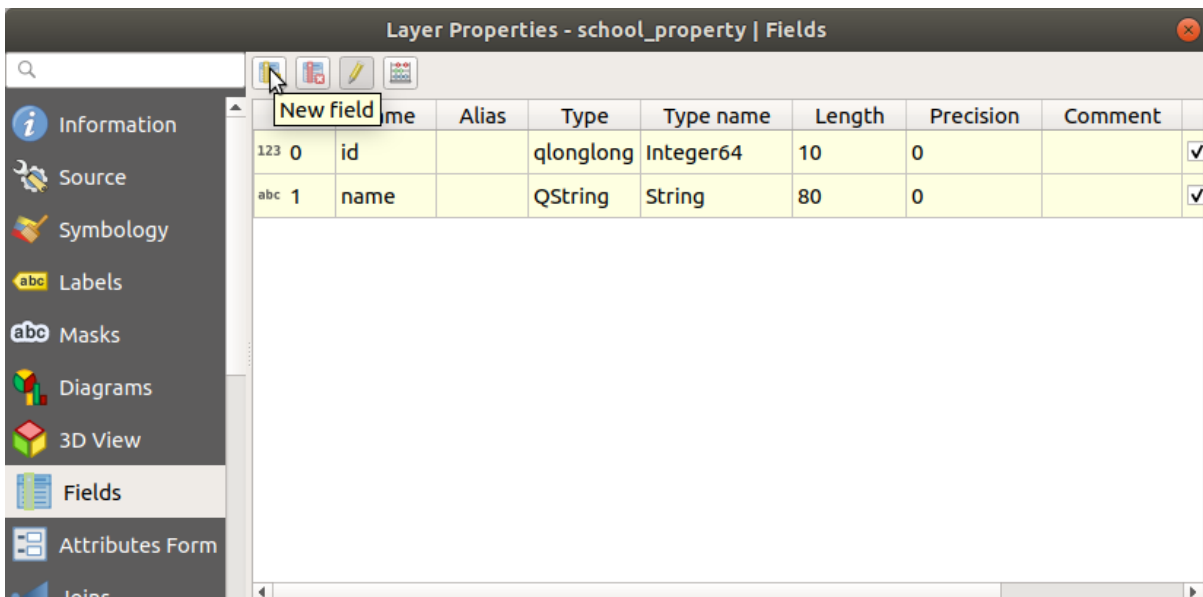 Layer Properties - school_property | Fields
New field
Alias Type Type name Length Precision Comment
123 0 id qlonglong Integer64 10 0
abc 1 name QString String 80 0
Information
Source
Symbology
abc Labels
abc Masks
Diagrams
3D View
Fields
Attributes Form
Joins